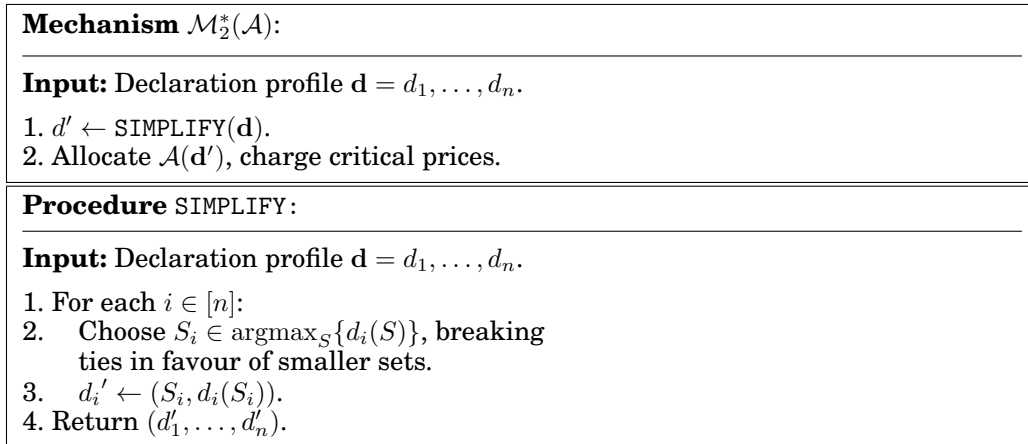 Mechanism $\mathcal{M}_2^*(\mathcal{A})$:
Input: Declaration profile $\mathbf{d} = d_1, \ldots, d_n$.
1. $d' \leftarrow \texttt{SIMPLIFY}(\mathbf{d})$.
2. Allocate $\mathcal{A}(\mathbf{d}')$, charge critical prices.
Procedure SIMPLIFY:
Input: Declaration profile $\mathbf{d} = d_1, \ldots, d_n$.
1. For each $i \in [n]$:
2. Choose $S_i \in \mathrm{argmax}_S\{d_i(S)\}$, breaking
ties in favour of smaller sets.
3. $d_i' \leftarrow (S_i, d_i(S_i))$.
4. Return $(d_1', \ldots, d_n')$.